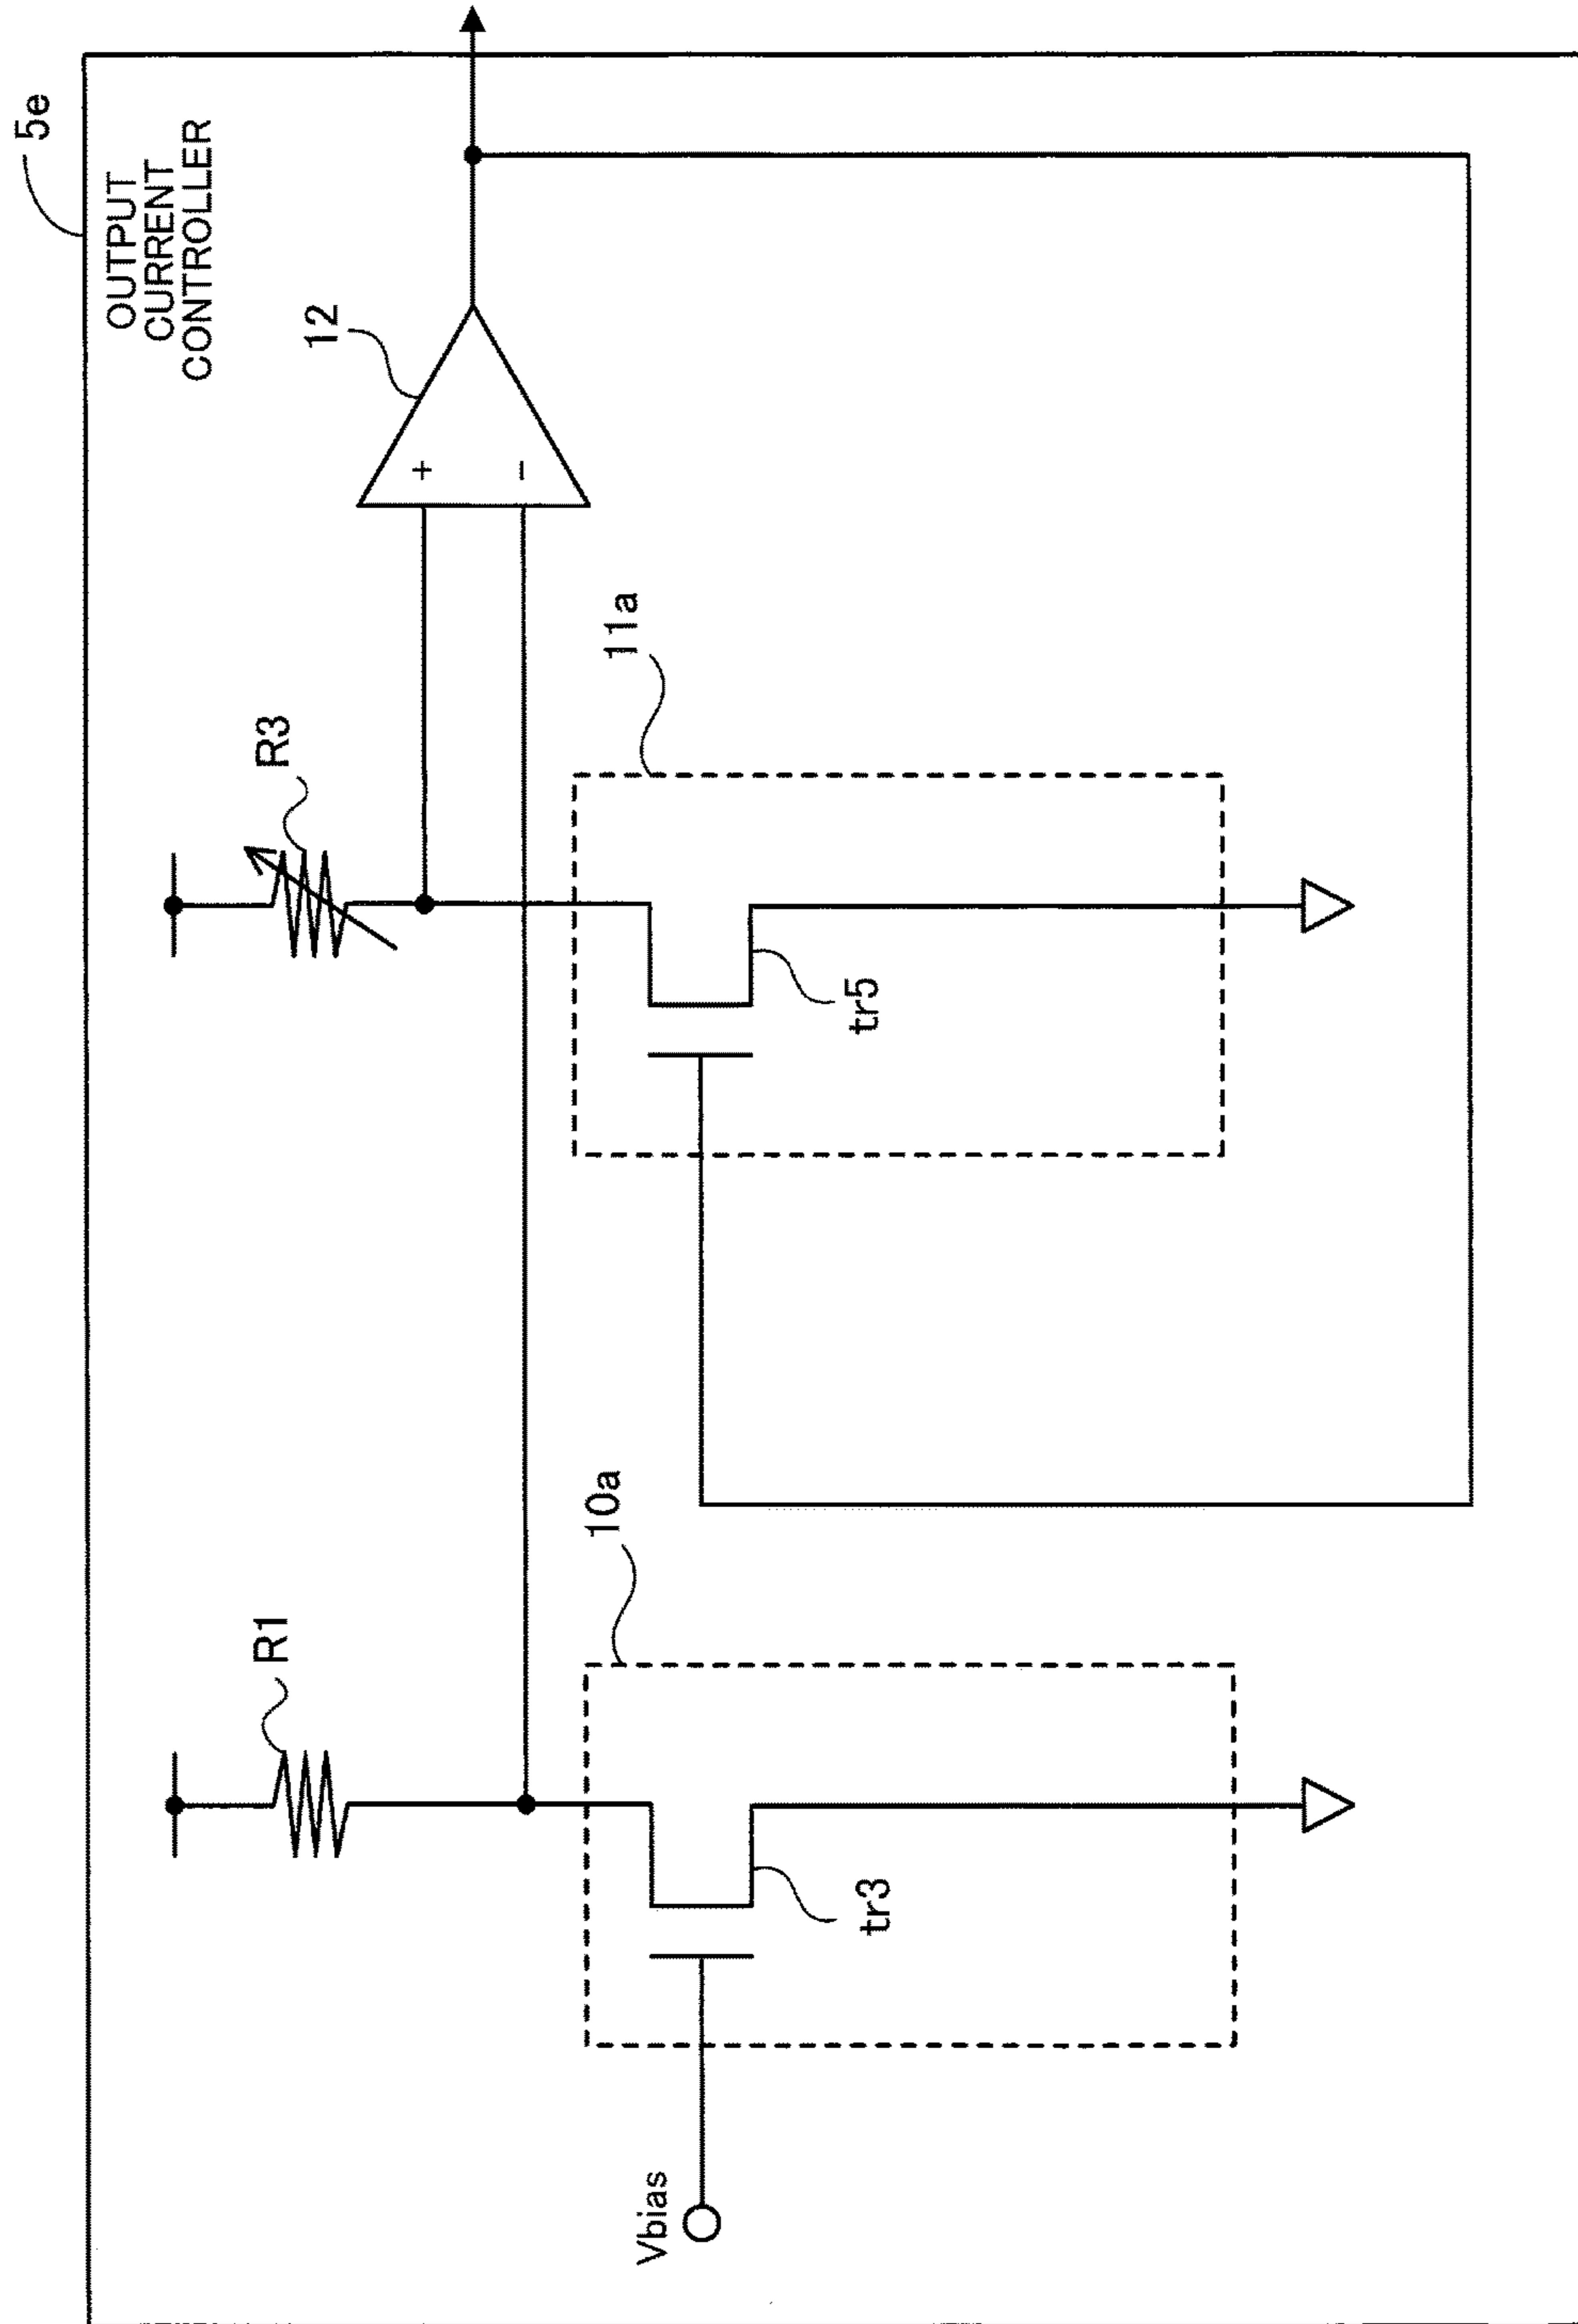 5e
OUTPUT
CURRENT
CONTROLLER
12
+
-
R3
11a
tr5
R1
10a
tr3
Vbias